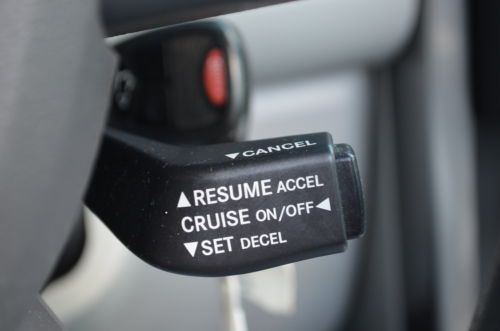 ▼CANCEL
▲RESUME ACCEL
CRUISE ON/OFF◀
▼SET DECEL